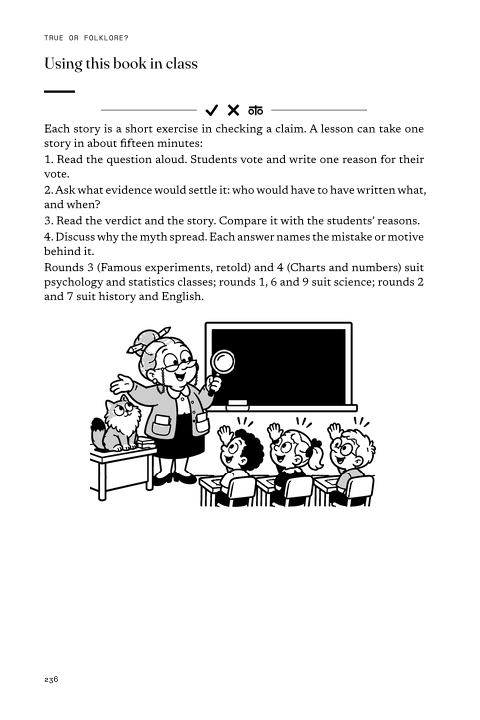 TRUE OR FOLKLORE?
Using this book in class
Each story is a short exercise in checking a claim. A lesson can take one
story in about fifteen minutes:
1. Read the question aloud. Students vote and write one reason for their
vote.
2. Ask what evidence would settle it: who would have to have written what,
and when?
3. Read the verdict and the story. Compare it with the students’ reasons.
4. Discuss why the myth spread. Each answer names the mistake or motive
behind it.
Rounds 3 (Famous experiments, retold) and 4 (Charts and numbers) suit
psychology and statistics classes; rounds 1, 6 and 9 suit science; rounds 2
and 7 suit history and English.
236